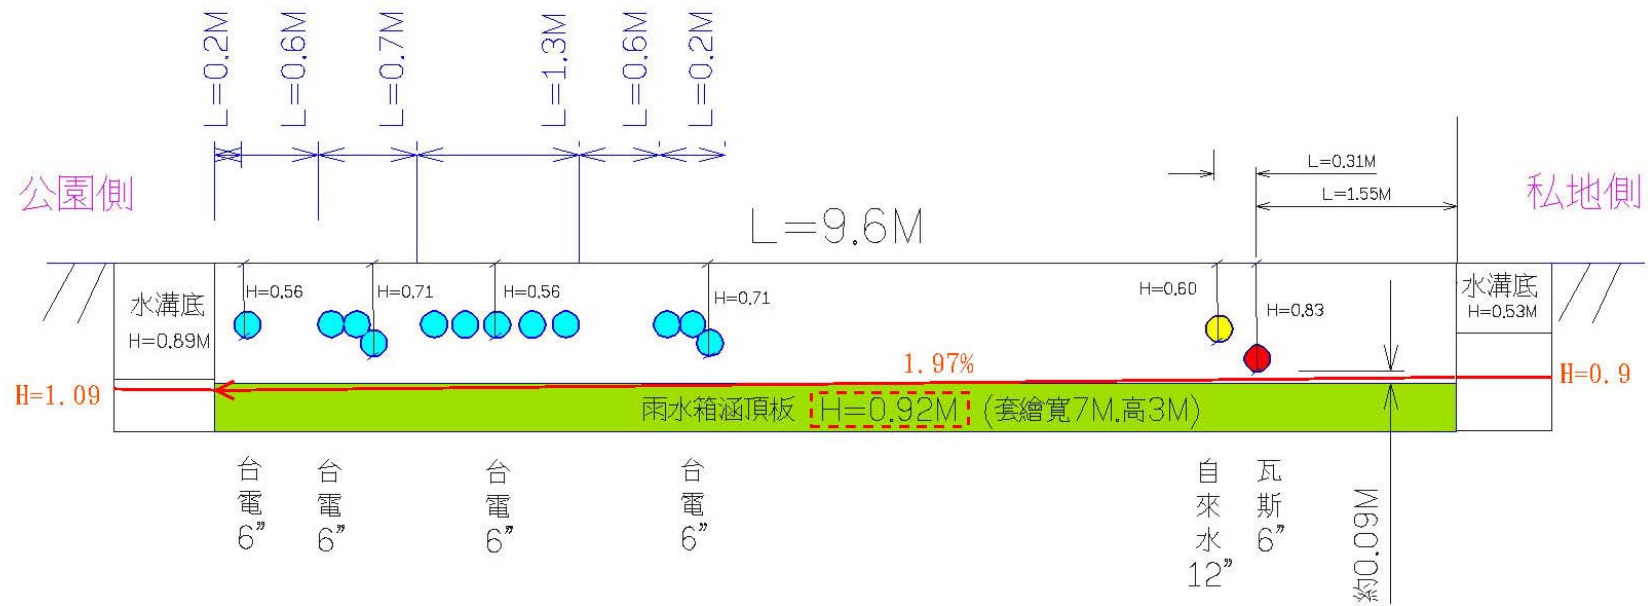 L=0.2M
L=0.6M
L=0.7M
L=1.3M
L=0.6M
L=0.2M
L=0.31M
L=1.55M
公園側
私地側
L=9.6M
水溝底
H=0.89M
H=0.56
H=0.71
H=0.56
H=0.71
H=0.60
H=0.83
水溝底
H=0.53M
1.97%
H=1.09
H=0.9
雨水箱涵頂板 H=0.92M (套繪寬7M.高3M)
台電6”
台電6”
台電6”
台電6”
自來水12”
瓦斯6”
約0.09M